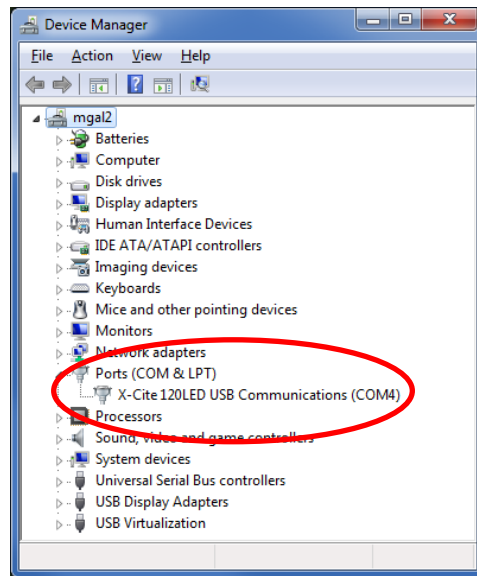 Device Manager
File Action View Help
mgal2
Batteries
Computer
Disk drives
Display adapters
Human Interface Devices
IDE ATA/ATAPI controllers
Imaging devices
Keyboards
Mice and other pointing devices
Monitors
Network adapters
Ports (COM & LPT)
X-Cite 120LED USB Communications (COM4)
Processors
Sound, video and game controllers
System devices
Universal Serial Bus controllers
USB Display Adapters
USB Virtualization